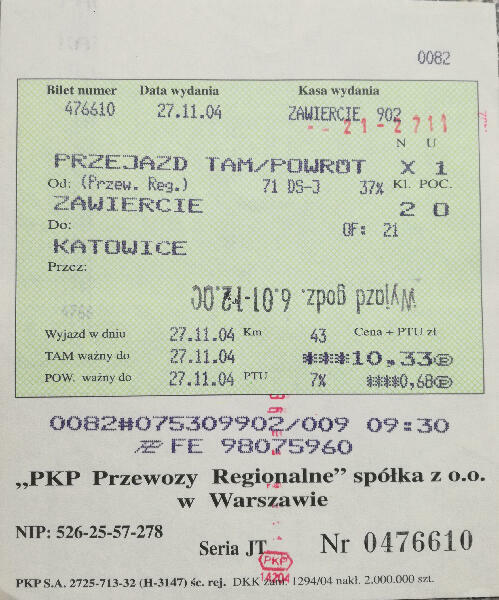 0082
Bilet numer Data wydania Kasa wydania
476610 27.11.04 ZAWIERCIE 902
21-2711
N U
PRZEJAZD TAM/POWRÓT X 1
Od: (Przew. Reg.) 71 DS-J 37% Kl. POC.
ZAWIERCIE 2 0
Do: OF: 21
KATOWICE
Przez:
Wyjazd godz. 6.01-12.00
4766
Wyjazd w dniu 27.11.04 Km 43 Cena + PTU zł
TAM ważny do 27.11.04 ***10,33
POW. ważny do 27.11.04 PTU 7% ****0,68
0082#075309902/009 09:30
FE 98075960
„PKP Przewozy Regionalne” spółka z o.o.
w Warszawie
NIP: 526-25-57-278
Seria JT Nr 0476610
PKP
14204
PKP S.A. 2725-713-32 (H-3147) śc. rej. DKK Zam. 1294/04 nakł. 2.000.000 szt.